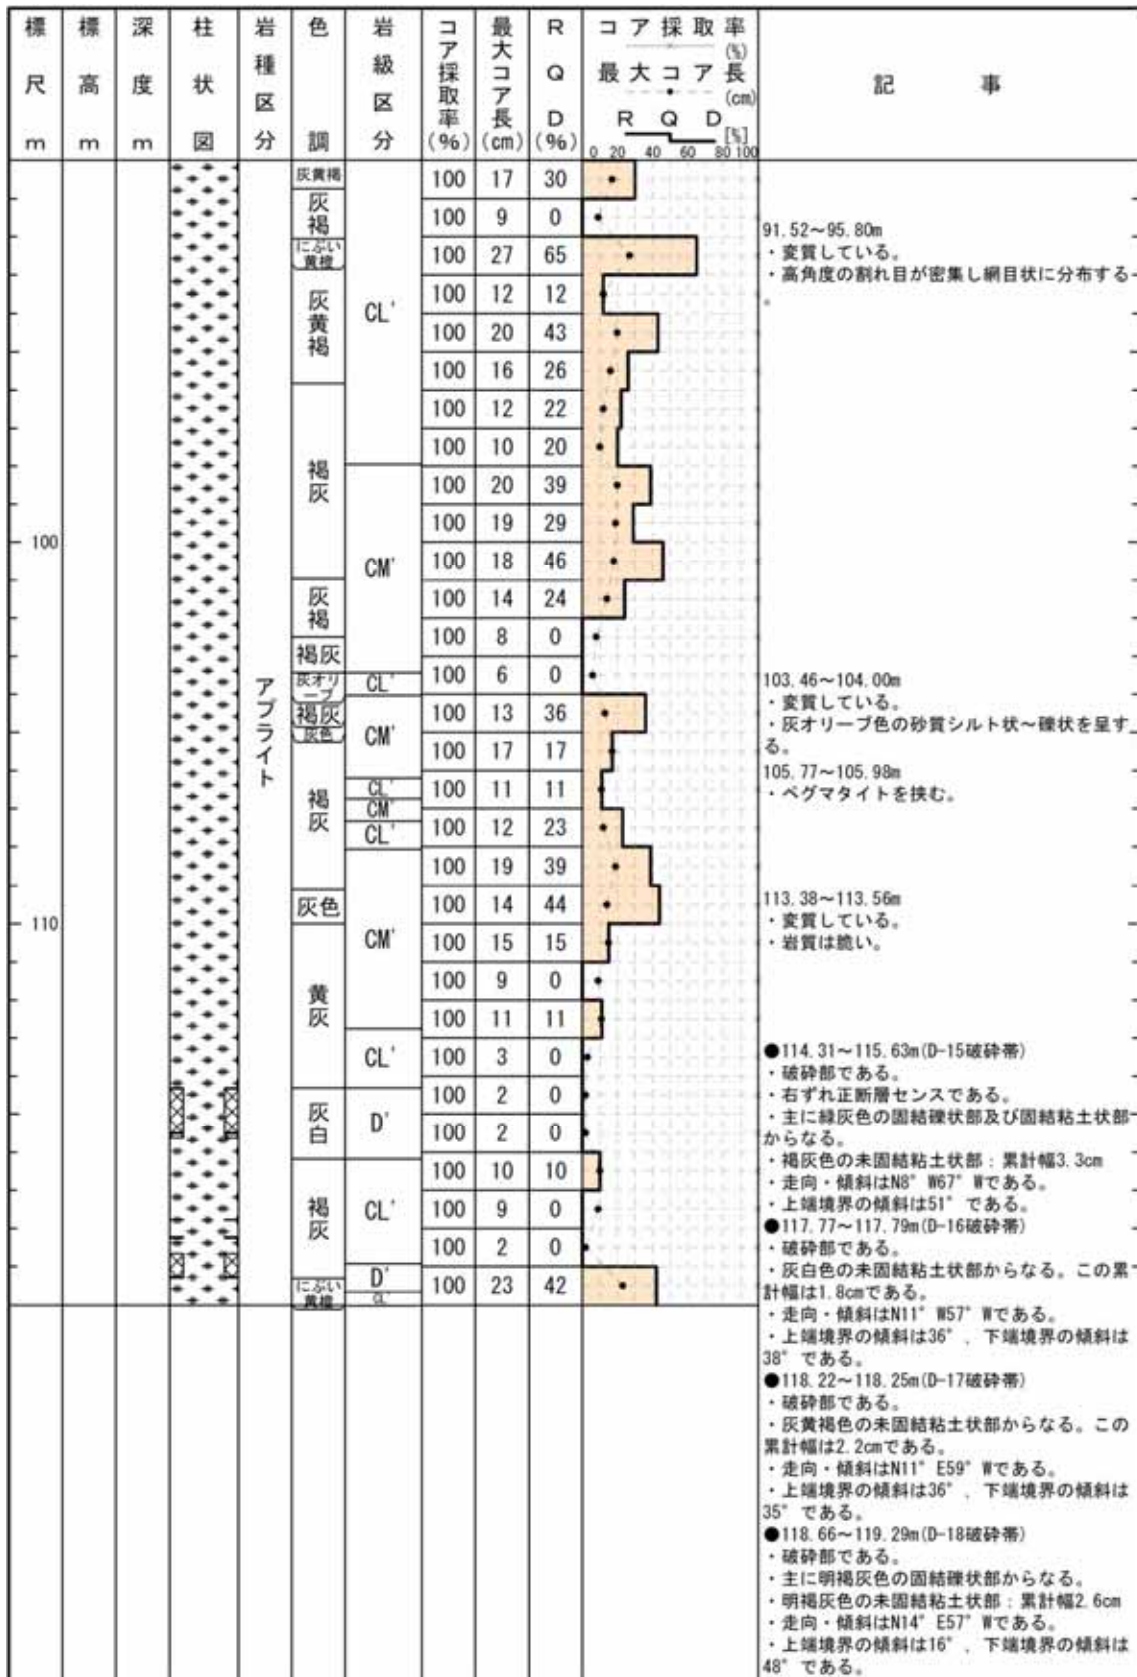 標尺m
標高m
深度m
柱状図
岩種区分
色調
岩級区分
コア採取率(%)
最大コア長(cm)
RQD(%)
コア採取率
(%)
最大コア長
(cm)
RQD
[%]
0 20 40 60 80 100
記事
100
110
アプライト
灰黄褐
灰褐
にぶい
黄橙
灰黄褐
褐灰
灰褐
褐灰
灰オリ
ーブ
褐灰
灰色
褐灰
灰色
黄灰
灰白
褐灰
にぶい
黄橙
CL'
CM'
CL'
CM'
CL'
CM'
CL'
CM'
CL'
D'
CL'
D'
100 17 30
100 9 0
100 27 65
100 12 12
100 20 43
100 16 26
100 12 22
100 10 20
100 20 39
100 19 29
100 18 46
100 14 24
100 8 0
100 6 0
100 13 36
100 17 17
100 11 11
100 12 23
100 19 39
100 14 44
100 15 15
100 9 0
100 11 11
100 3 0
100 2 0
100 2 0
100 10 10
100 9 0
100 2 0
100 23 42
91.52～95.80m
・変質している。
・高角度の割れ目が密集し網目状に分布する
。
103.46～104.00m
・変質している。
・灰オリーブ色の砂質シルト状～礫状を呈す
る。
105.77～105.98m
・ペグマタイトを挟む。
113.38～113.56m
・変質している。
・岩質は脆い。
●114.31～115.63m(D-15破砕帯)
・破砕部である。
・右ずれ正断層センスである。
・主に緑灰色の固結礫状部及び固結粘土状部
からなる。
・褐灰色の未固結粘土状部：累計幅3.3cm
・走向・傾斜はN8°W67°Wである。
・上端境界の傾斜は51°である。
●117.77～117.79m(D-16破砕帯)
・破砕部である。
・灰白色の未固結粘土状部からなる。この累
計幅は1.8cmである。
・走向・傾斜はN11°W57°Wである。
・上端境界の傾斜は36°、下端境界の傾斜は
38°である。
●118.22～118.25m(D-17破砕帯)
・破砕部である。
・灰黄褐色の未固結粘土状部からなる。この
累計幅は2.2cmである。
・走向・傾斜はN11°E59°Wである。
・上端境界の傾斜は36°、下端境界の傾斜は
35°である。
●118.66～119.29m(D-18破砕帯)
・破砕部である。
・主に明褐灰色の固結礫状部からなる。
・明褐灰色の未固結粘土状部：累計幅2.6cm
・走向・傾斜はN14°E57°Wである。
・上端境界の傾斜は16°、下端境界の傾斜は
48°である。